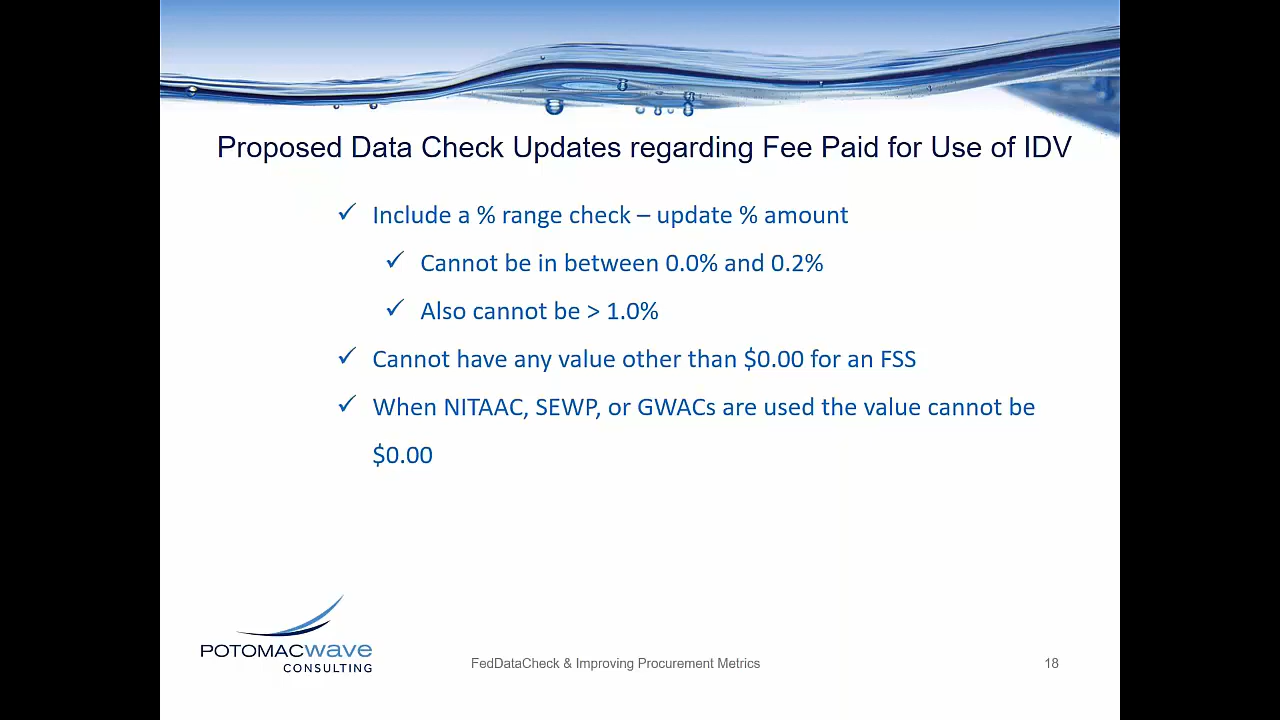 Proposed Data Check Updates regarding Fee Paid for Use of IDV
✓ Include a % range check – update % amount
✓ Cannot be in between 0.0% and 0.2%
✓ Also cannot be > 1.0%
✓ Cannot have any value other than $0.00 for an FSS
✓ When NITAAC, SEWP, or GWACs are used the value cannot be
$0.00
POTOMACwave
CONSULTING
FedDataCheck & Improving Procurement Metrics
18